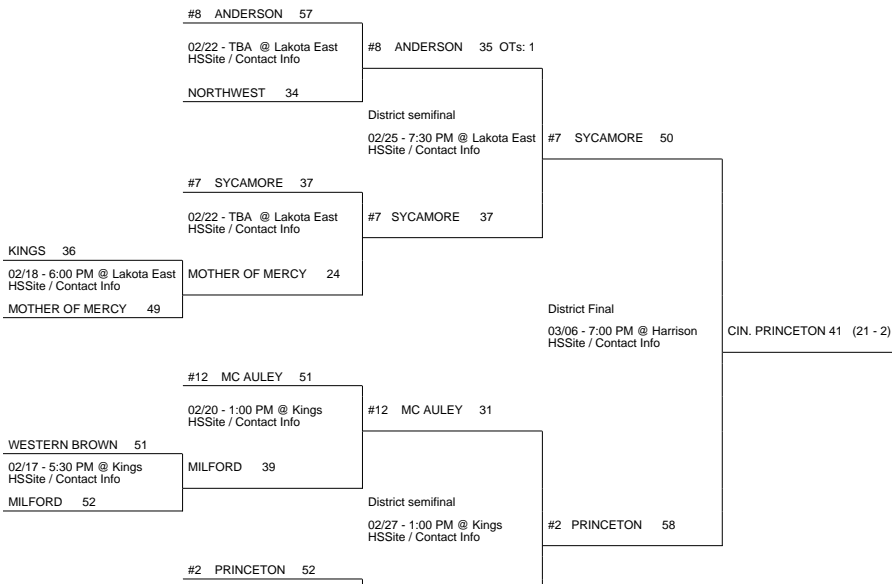 #8 ANDERSON 57
02/22 - TBA @ Lakota East
HSSite / Contact Info
#8 ANDERSON 35 OTs: 1
NORTHWEST 34
District semifinal
02/25 - 7:30 PM @ Lakota East
HSSite / Contact Info
#7 SYCAMORE 50
#7 SYCAMORE 37
02/22 - TBA @ Lakota East
HSSite / Contact Info
#7 SYCAMORE 37
KINGS 36
02/18 - 6:00 PM @ Lakota East
HSSite / Contact Info
MOTHER OF MERCY 24
MOTHER OF MERCY 49
District Final
03/06 - 7:00 PM @ Harrison
HSSite / Contact Info
CIN. PRINCETON 41 (21 - 2)
#12 MC AULEY 51
02/20 - 1:00 PM @ Kings
HSSite / Contact Info
#12 MC AULEY 31
WESTERN BROWN 51
02/17 - 5:30 PM @ Kings
HSSite / Contact Info
MILFORD 39
MILFORD 52
District semifinal
02/27 - 1:00 PM @ Kings
HSSite / Contact Info
#2 PRINCETON 58
#2 PRINCETON 52